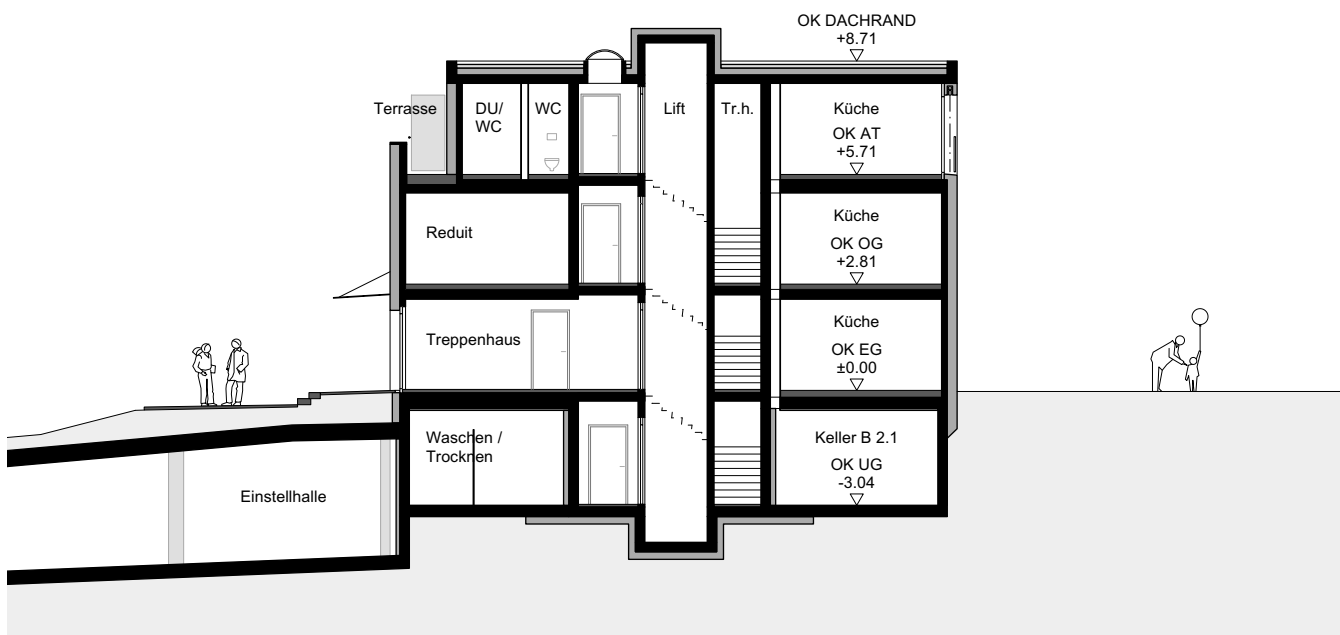 OK DACHRAND
+8.71
Terrasse
DU/
WC
WC
Lift
Tr.h.
Küche
OK AT
+5.71
Reduit
Küche
OK OG
+2.81
Treppenhaus
Küche
OK EG
±0.00
Waschen /
Trocknen
Keller B 2.1
OK UG
-3.04
Einstellhalle